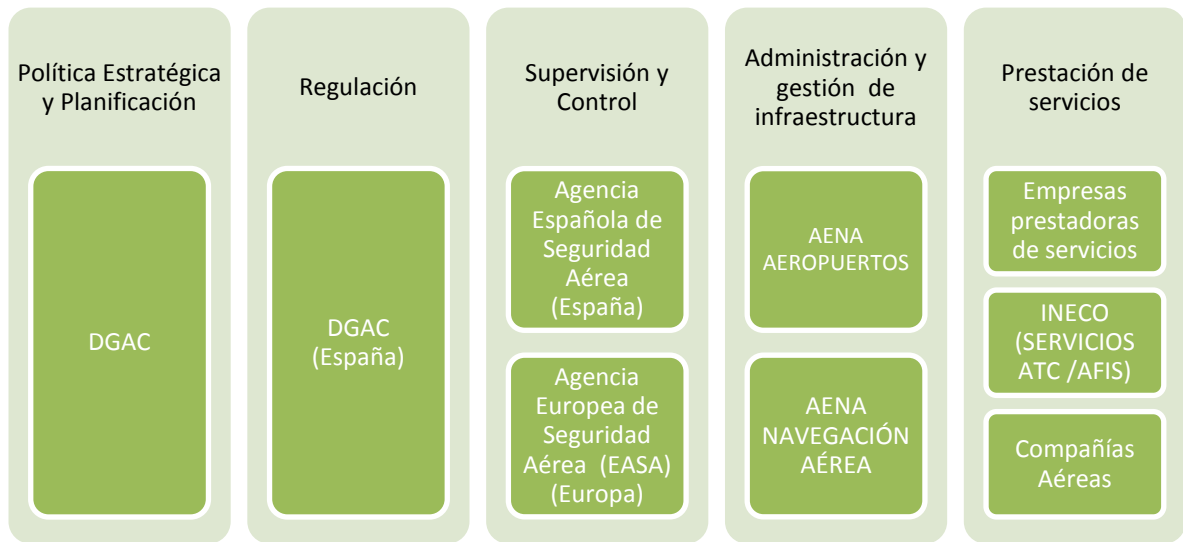 Política Estratégica
y Planificación
DGAC
Regulación
DGAC
(España)
Supervisión y
Control
Agencia
Española de
Seguridad
Aérea
(España)
Agencia
Europea de
Seguridad
Aérea (EASA)
(Europa)
Administración y
gestión de
infraestructura
AENA
AEROPUERTOS
AENA
NAVEGACIÓN
AÉREA
Prestación de
servicios
Empresas
prestadoras
de servicios
INECO
(SERVICIOS
ATC /AFIS)
Compañías
Aéreas